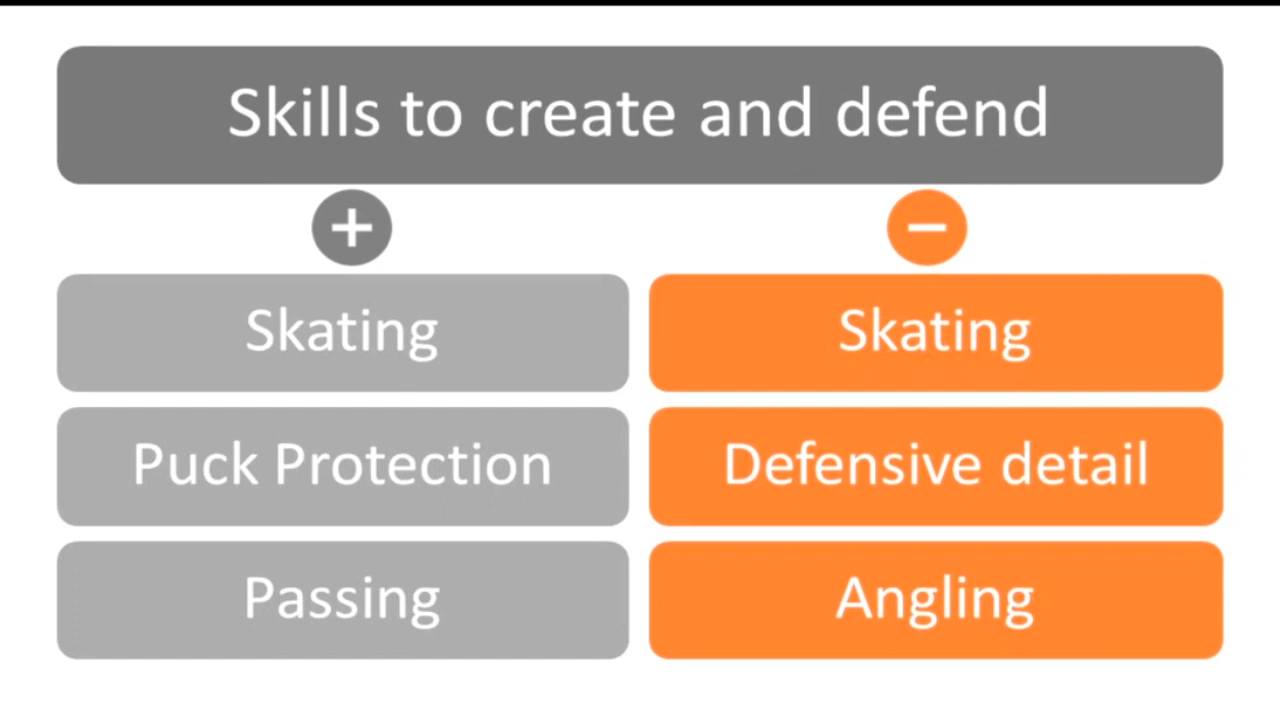 Skills to create and defend
+
−
Skating
Skating
Puck Protection
Defensive detail
Passing
Angling